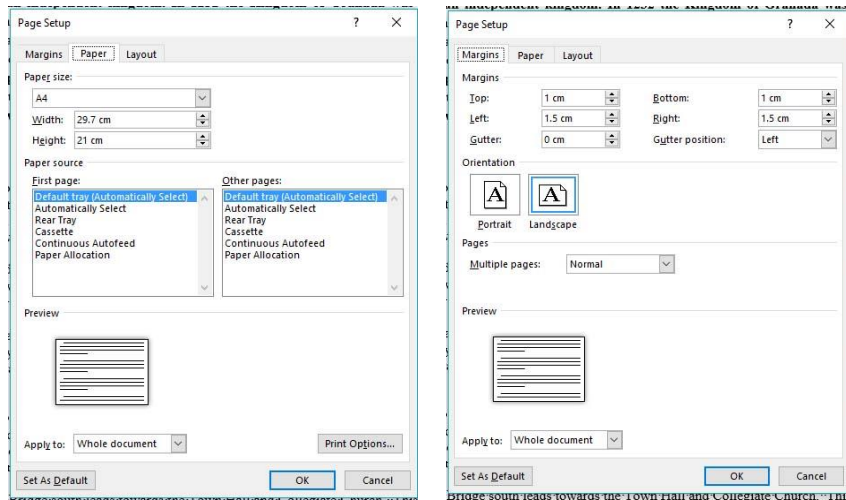 an independent kingdom. In 1232 the Kingdom of Granada was
Page Setup ? ×
Margins Paper Layout
Paper size:
A4
Width: 29.7 cm
Height: 21 cm
Paper source
First page: Other pages:
Default tray (Automatically Select) Default tray (Automatically Select)
Automatically Select Automatically Select
Rear Tray Rear Tray
Cassette Cassette
Continuous Autofeed Continuous Autofeed
Paper Allocation Paper Allocation
Preview
Apply to: Whole document Print Options...
Set As Default OK Cancel
Page Setup ? ×
Margins Paper Layout
Margins
Top: 1 cm Bottom: 1 cm
Left: 1.5 cm Right: 1.5 cm
Gutter: 0 cm Gutter position: Left
Orientation
A A
Portrait Landscape
Pages
Multiple pages: Normal
Preview
Apply to: Whole document
Set As Default OK Cancel
Bridge south leads towards the Town Hall and Collegiate Church. Th